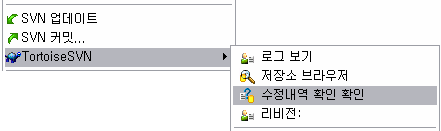 SVN 업데이트
SVN 커밋...
TortoiseSVN
로그 보기
저장소 브라우저
수정내역 확인 확인
리비전: